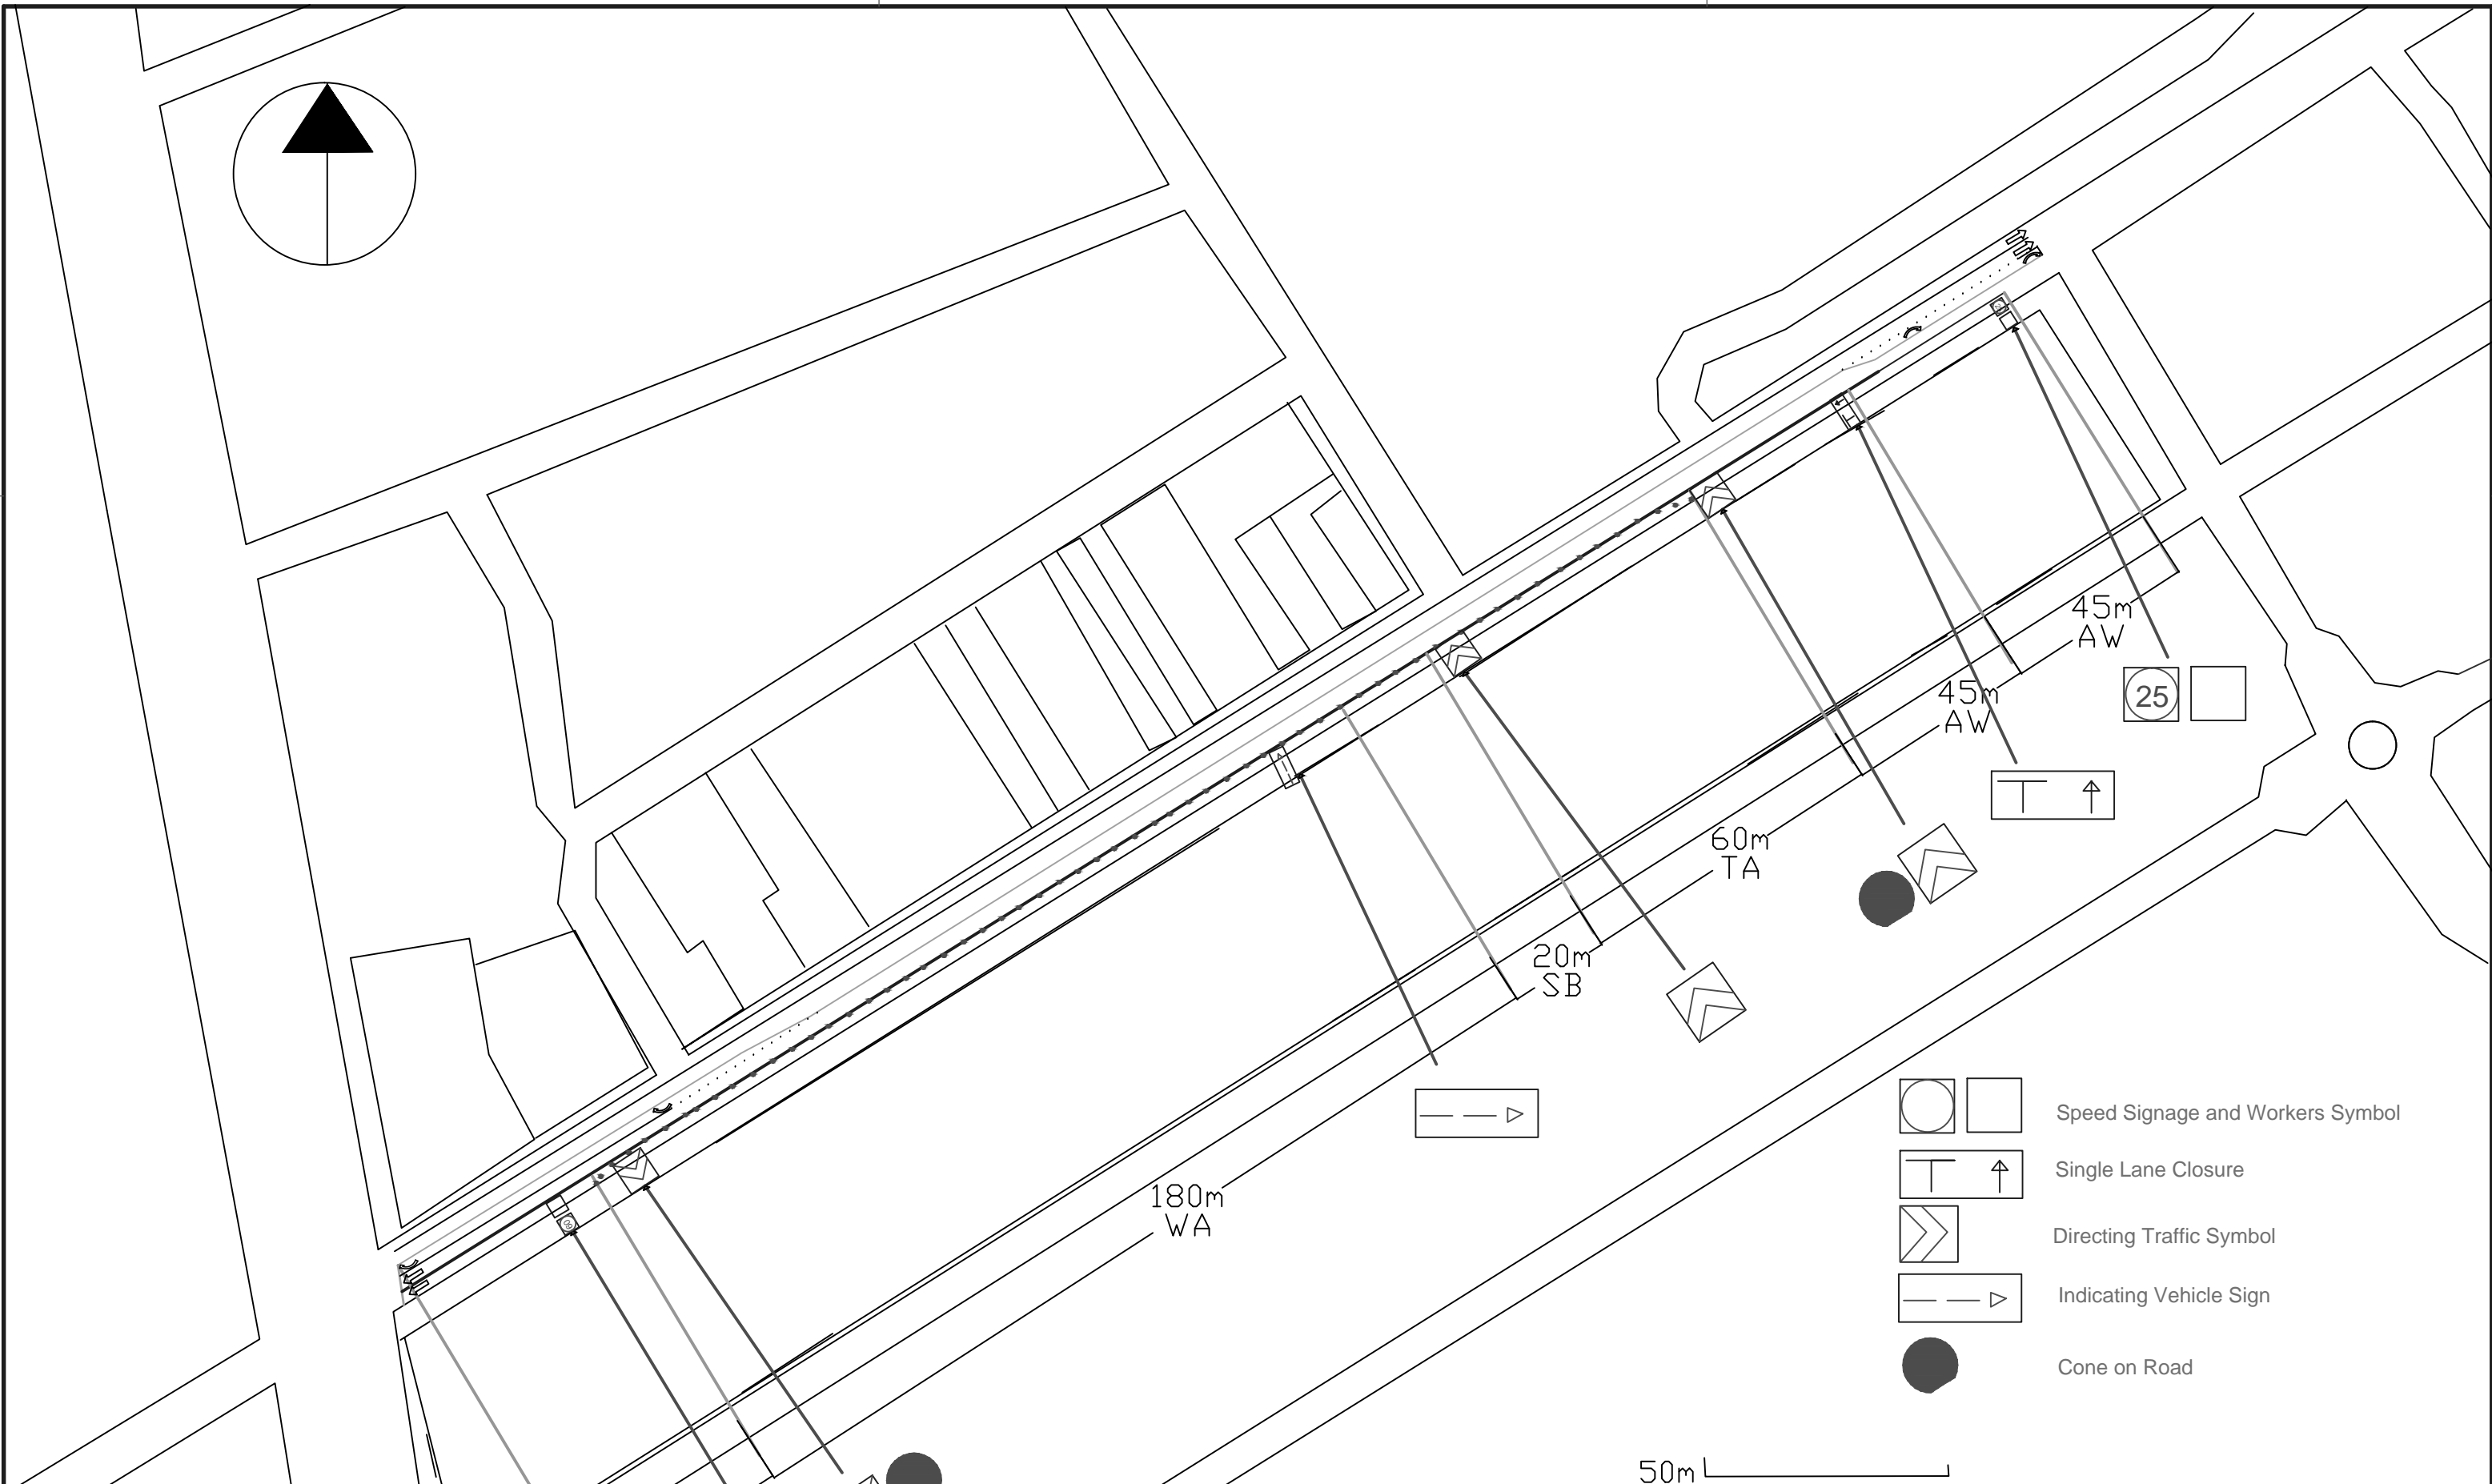 45m
AW
45m
AW
25
60m
TA
20m
SB
180m
WA
Speed Signage and Workers Symbol
Single Lane Closure
Directing Traffic Symbol
Indicating Vehicle Sign
Cone on Road
50m